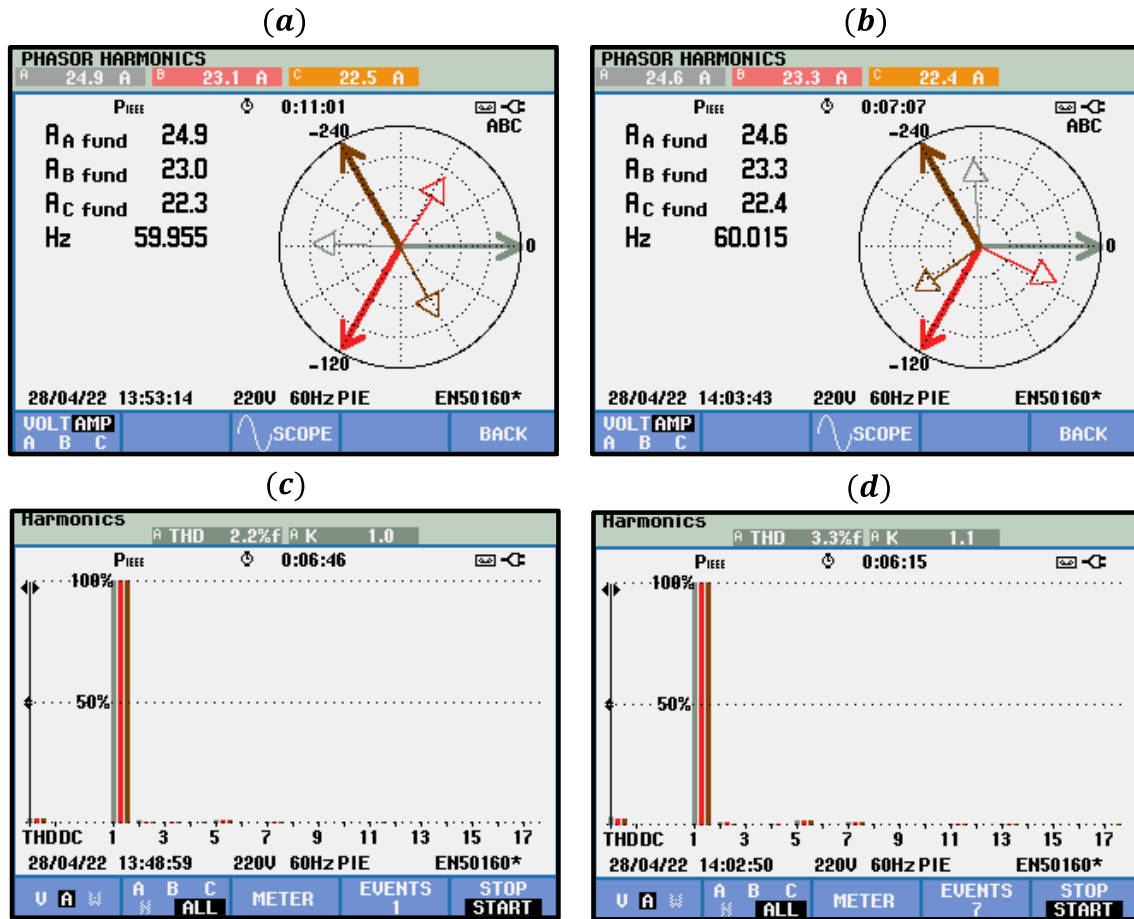 (a)
PHASOR HARMONICS
A 24.9 A B 23.1 A C 22.5 A
PIEEE 0:11:01
ABC
A A fund 24.9
A B fund 23.0
A C fund 22.3
Hz 59.955
-240
0
-120
28/04/22 13:53:14 220V 60Hz PIE EN50160*
VOLT AMP
A B C
SCOPE
BACK
(b)
PHASOR HARMONICS
A 24.6 A B 23.3 A C 22.4 A
PIEEE 0:07:07
ABC
A A fund 24.6
A B fund 23.3
A C fund 22.4
Hz 60.015
-240
0
-120
28/04/22 14:03:43 220V 60Hz PIE EN50160*
VOLT AMP
A B C
SCOPE
BACK
(c)
Harmonics
A THD 2.2%f A K 1.0
PIEEE 0:06:46
100%
50%
THDDC 1 3 5 7 9 11 13 15 17
28/04/22 13:48:59 220V 60Hz PIE EN50160*
V A W
A B C
N ALL
METER
EVENTS
1
STOP
START
(d)
Harmonics
A THD 3.3%f A K 1.1
PIEEE 0:06:15
100%
50%
THDDC 1 3 5 7 9 11 13 15 17
28/04/22 14:02:50 220V 60Hz PIE EN50160*
V A W
A B C
N ALL
METER
EVENTS
7
STOP
START